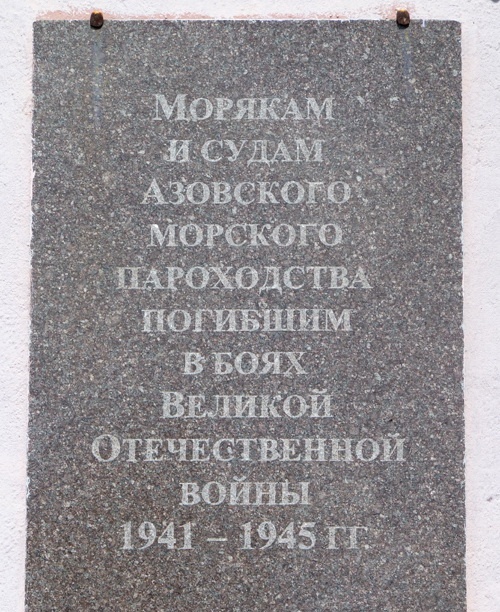 Морякам
и судам
Азовского
морского
пароходства
погибшим
в боях
Великой
Отечественной
войны
1941 – 1945 гг.